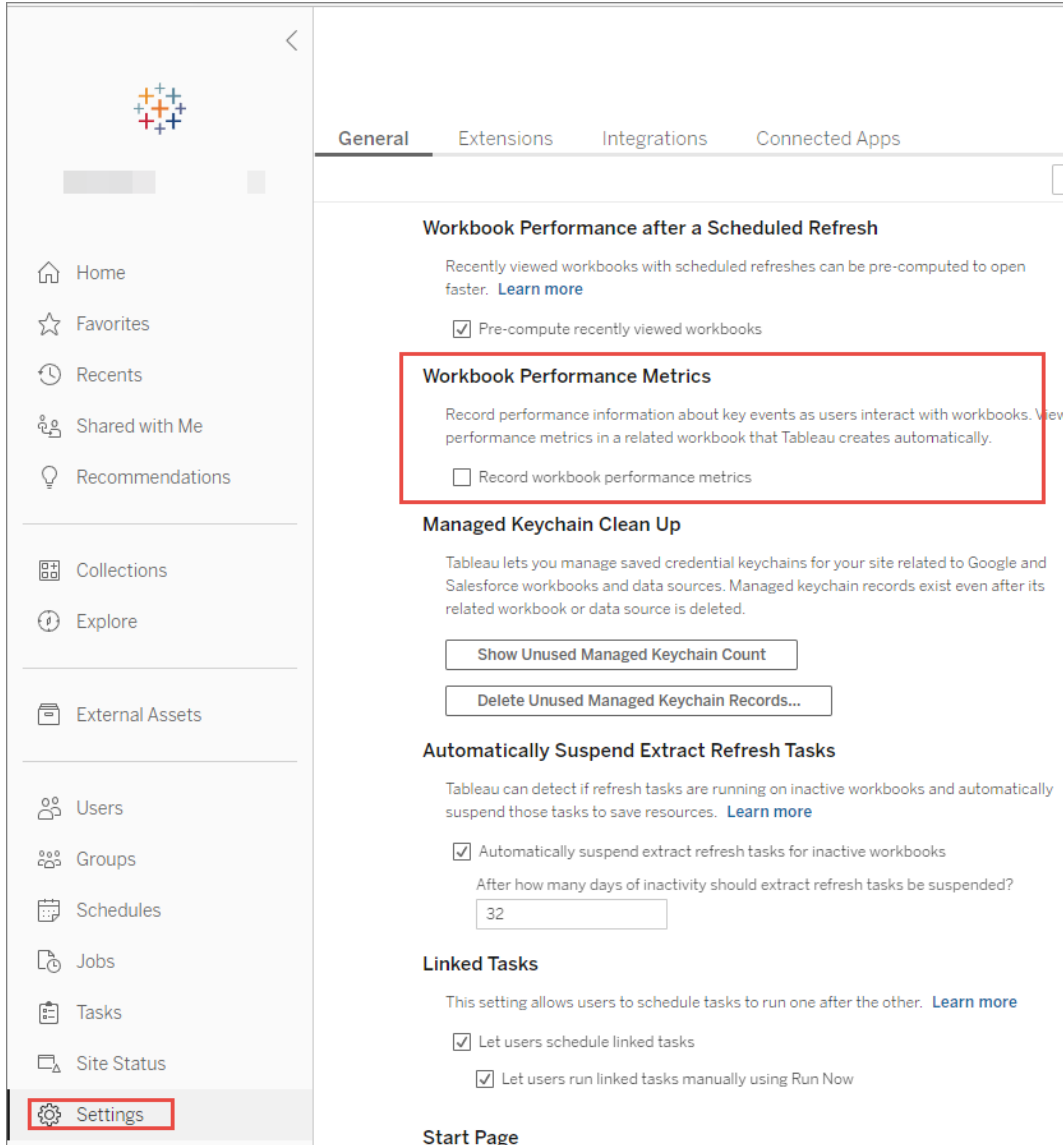 General Extensions Integrations Connected Apps
Home
Favorites
Recents
Shared with Me
Recommendations
Collections
Explore
External Assets
Users
Groups
Schedules
Jobs
Tasks
Site Status
Settings
Workbook Performance after a Scheduled Refresh
Recently viewed workbooks with scheduled refreshes can be pre-computed to open
faster. Learn more
Pre-compute recently viewed workbooks
Workbook Performance Metrics
Record performance information about key events as users interact with workbooks. View
performance metrics in a related workbook that Tableau creates automatically.
Record workbook performance metrics
Managed Keychain Clean Up
Tableau lets you manage saved credential keychains for your site related to Google and
Salesforce workbooks and data sources. Managed keychain records exist even after its
related workbook or data source is deleted.
Show Unused Managed Keychain Count
Delete Unused Managed Keychain Records...
Automatically Suspend Extract Refresh Tasks
Tableau can detect if refresh tasks are running on inactive workbooks and automatically
suspend those tasks to save resources. Learn more
Automatically suspend extract refresh tasks for inactive workbooks
After how many days of inactivity should extract refresh tasks be suspended?
32
Linked Tasks
This setting allows users to schedule tasks to run one after the other. Learn more
Let users schedule linked tasks
Let users run linked tasks manually using Run Now
Start Page